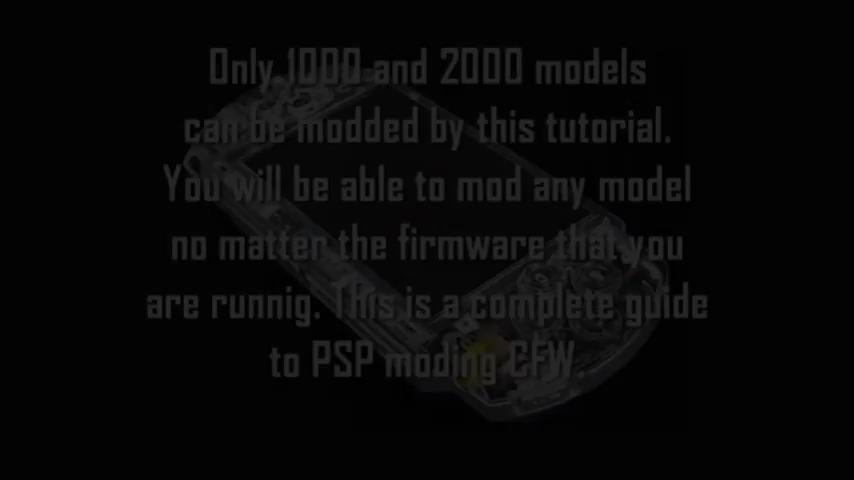 Only 1000 and 2000 models
can be modded by this tutorial.
You will be able to mod any model
no matter the firmware that you
are runnig. This is a complete guide
to PSP moding CFW.